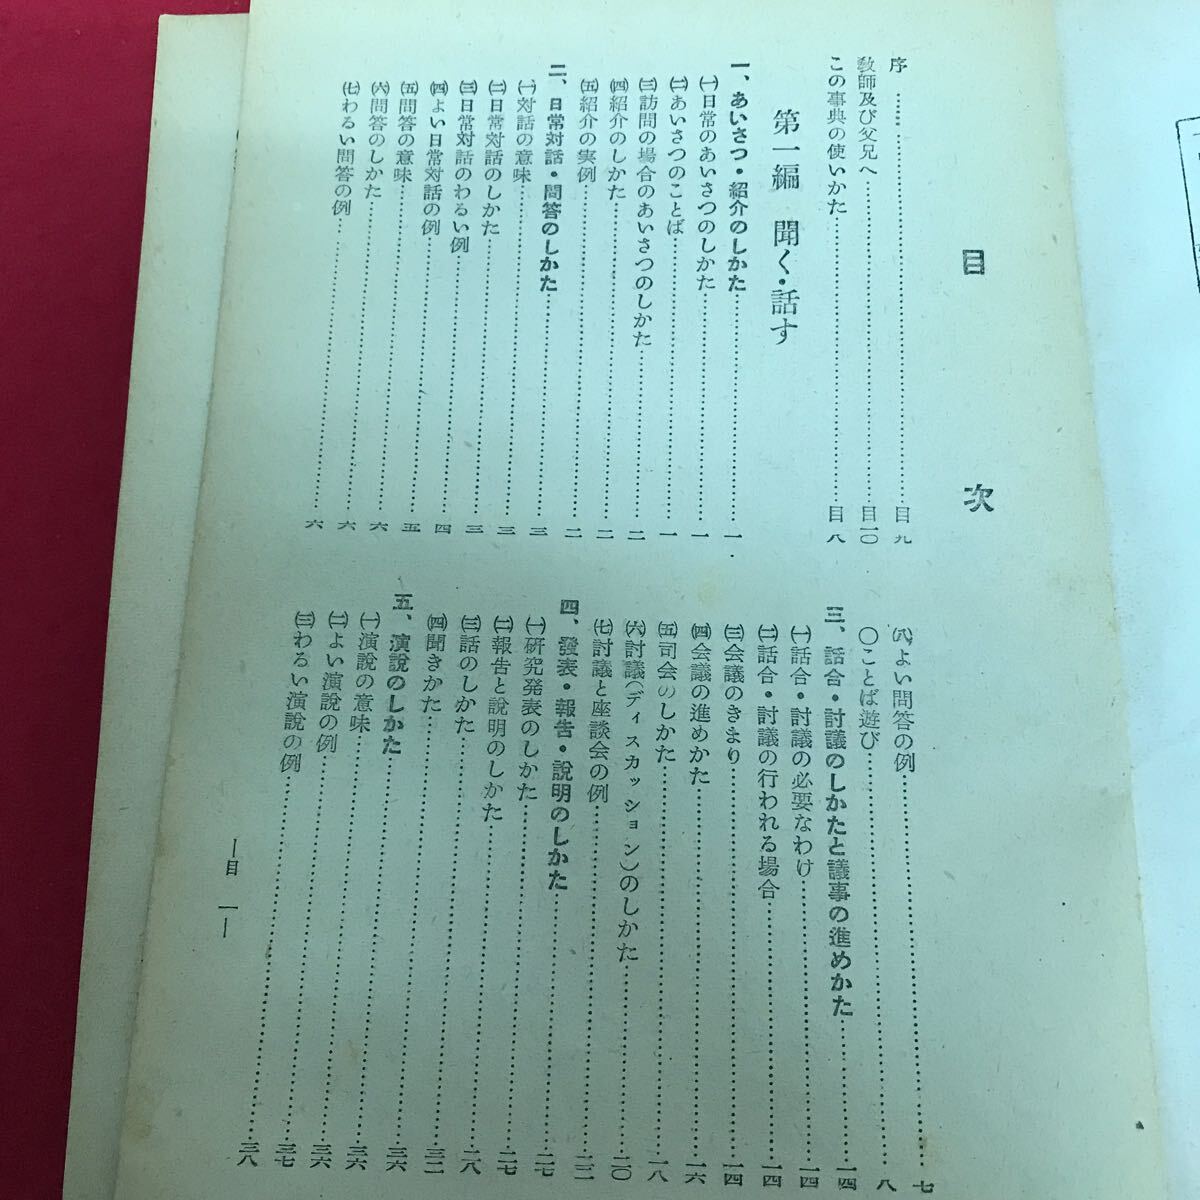 目次
序……目九
教師及び父兄へ……目一〇
この事典の使いかた……目八
第一編 聞く・話す
一、あいさつ・紹介のしかた……一
㈠日常のあいさつのしかた……一
㈡あいさつのことば……一
㈢訪問の場合のあいさつのしかた……二
㈣紹介のしかた……二
㈤紹介の実例……二
二、日常対話・問答のしかた……三
㈠対話の意味……三
㈡日常対話のしかた……三
㈢日常対話のわるい例……四
㈣よい日常対話の例……五
㈤問答の意味……六
㈥問答のしかた……六
㈦わるい問答の例……六
㈧よい問答の例……七
〇ことば遊び……八
三、話合・討議のしかたと議事の進めかた……一四
㈠話合・討議の必要なわけ……一四
㈡話合・討議の行われる場合……一四
㈢会議のきまり……一四
㈣会議の進めかた……一六
㈤司会のしかた……一八
㈥討議(ディスカッション)のしかた……二〇
㈦討議と座談会の例……二二
四、發表・報告・説明のしかた……二七
㈠研究発表のしかた……二七
㈡報告と説明のしかた……二八
㈢話のしかた……三二
㈣聞きかた……三六
五、演説のしかた……三六
㈠演説の意味……三六
㈡よい演説の例……三七
㈢わるい演説の例……三八
—目 一—